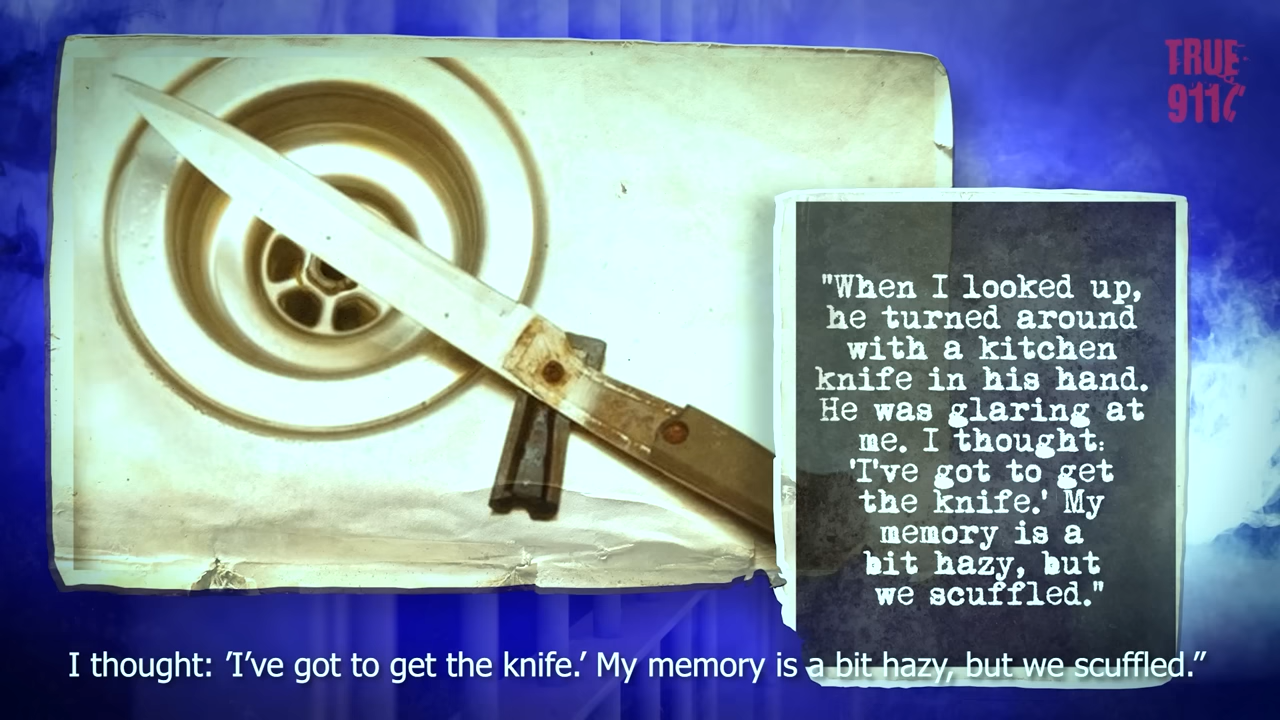 TRUE
911
"When I looked up,
he turned around
with a kitchen
knife in his hand.
He was glaring at
me. I thought:
'I've got to get
the knife.' My
memory is a
bit hazy, but
we scuffled."
I thought: ’I’ve got to get the knife.’ My memory is a bit hazy, but we scuffled.”